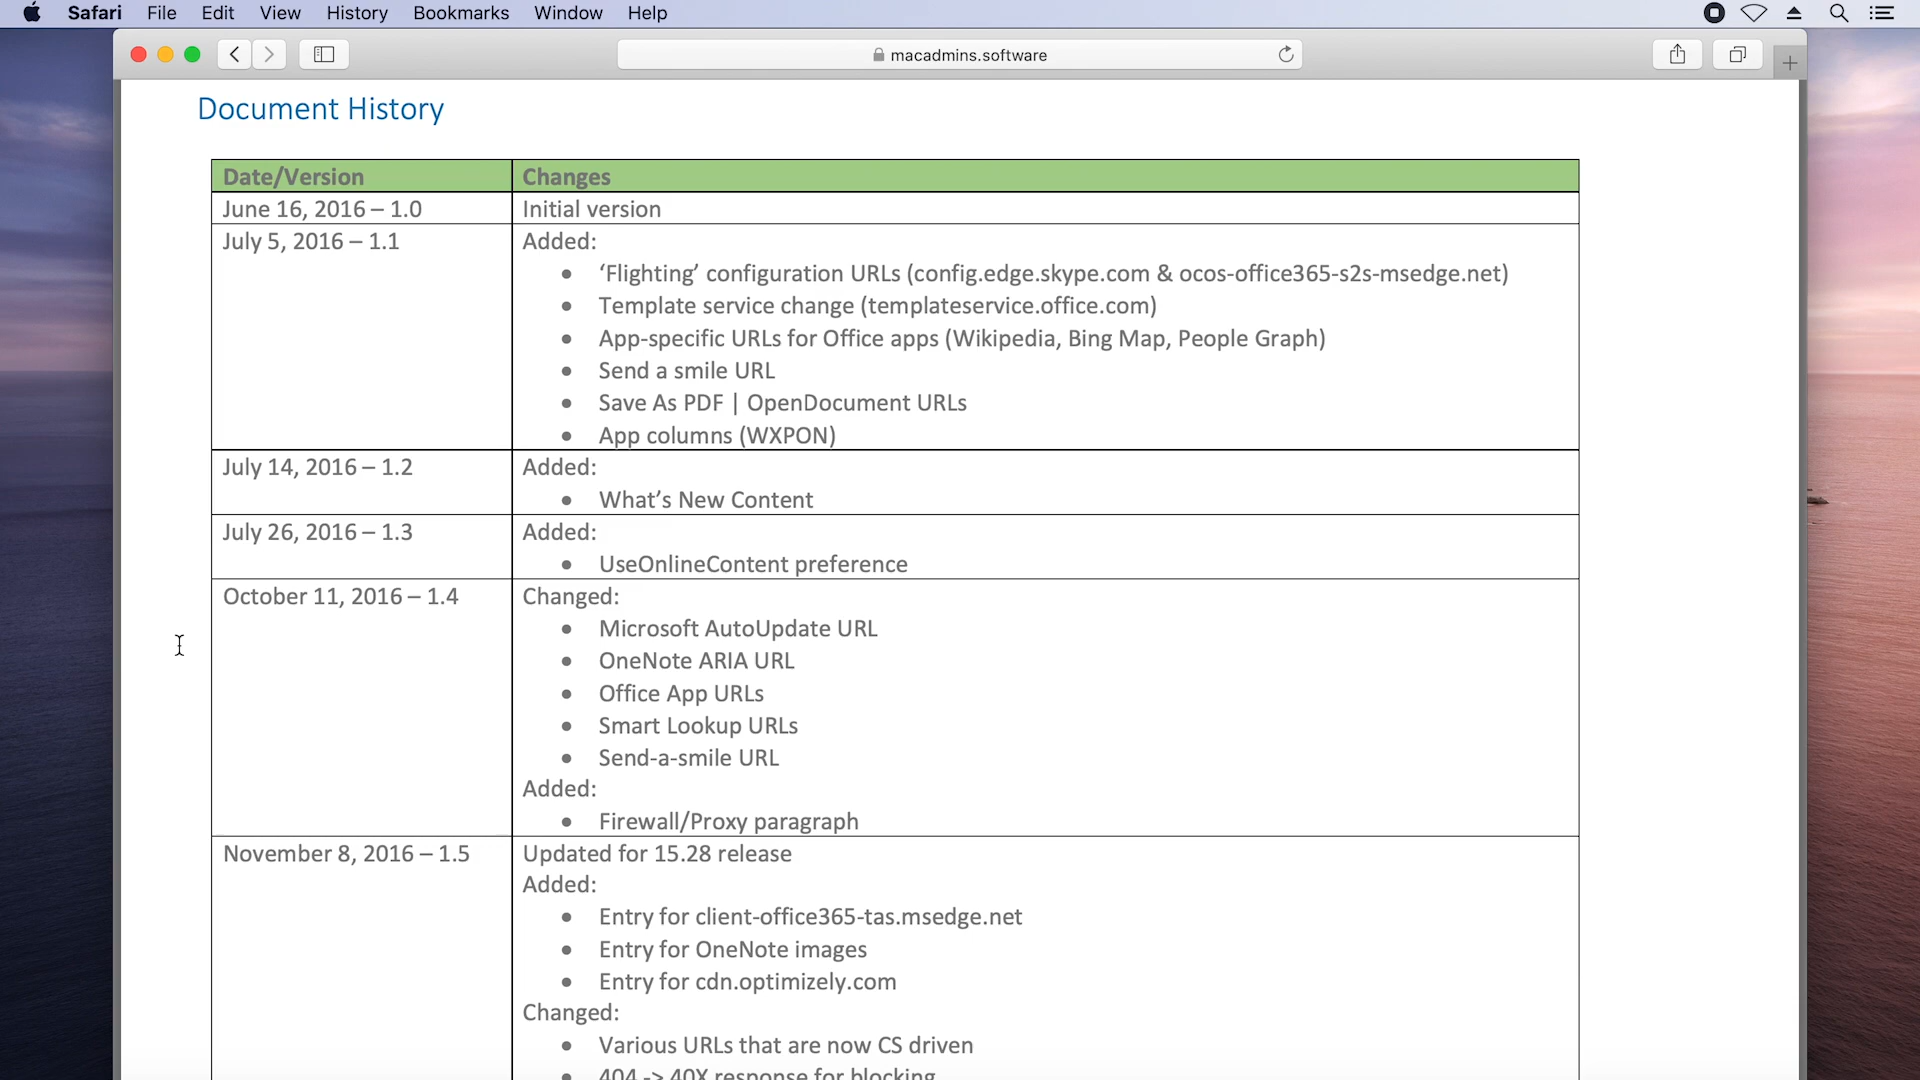 Safari File Edit View History Bookmarks Window Help
macadmins.software
Document History
Date/Version Changes
June 16, 2016 – 1.0 Initial version
July 5, 2016 – 1.1 Added:
• ‘Flighting’ configuration URLs (config.edge.skype.com & ocos-office365-s2s-msedge.net)
• Template service change (templateservice.office.com)
• App-specific URLs for Office apps (Wikipedia, Bing Map, People Graph)
• Send a smile URL
• Save As PDF | OpenDocument URLs
• App columns (WXPON)
July 14, 2016 – 1.2 Added:
• What’s New Content
July 26, 2016 – 1.3 Added:
• UseOnlineContent preference
October 11, 2016 – 1.4 Changed:
• Microsoft AutoUpdate URL
• OneNote ARIA URL
• Office App URLs
• Smart Lookup URLs
• Send-a-smile URL
Added:
• Firewall/Proxy paragraph
November 8, 2016 – 1.5 Updated for 15.28 release
Added:
• Entry for client-office365-tas.msedge.net
• Entry for OneNote images
• Entry for cdn.optimizely.com
Changed:
• Various URLs that are now CS driven
• 404 -> 40X response for blocking